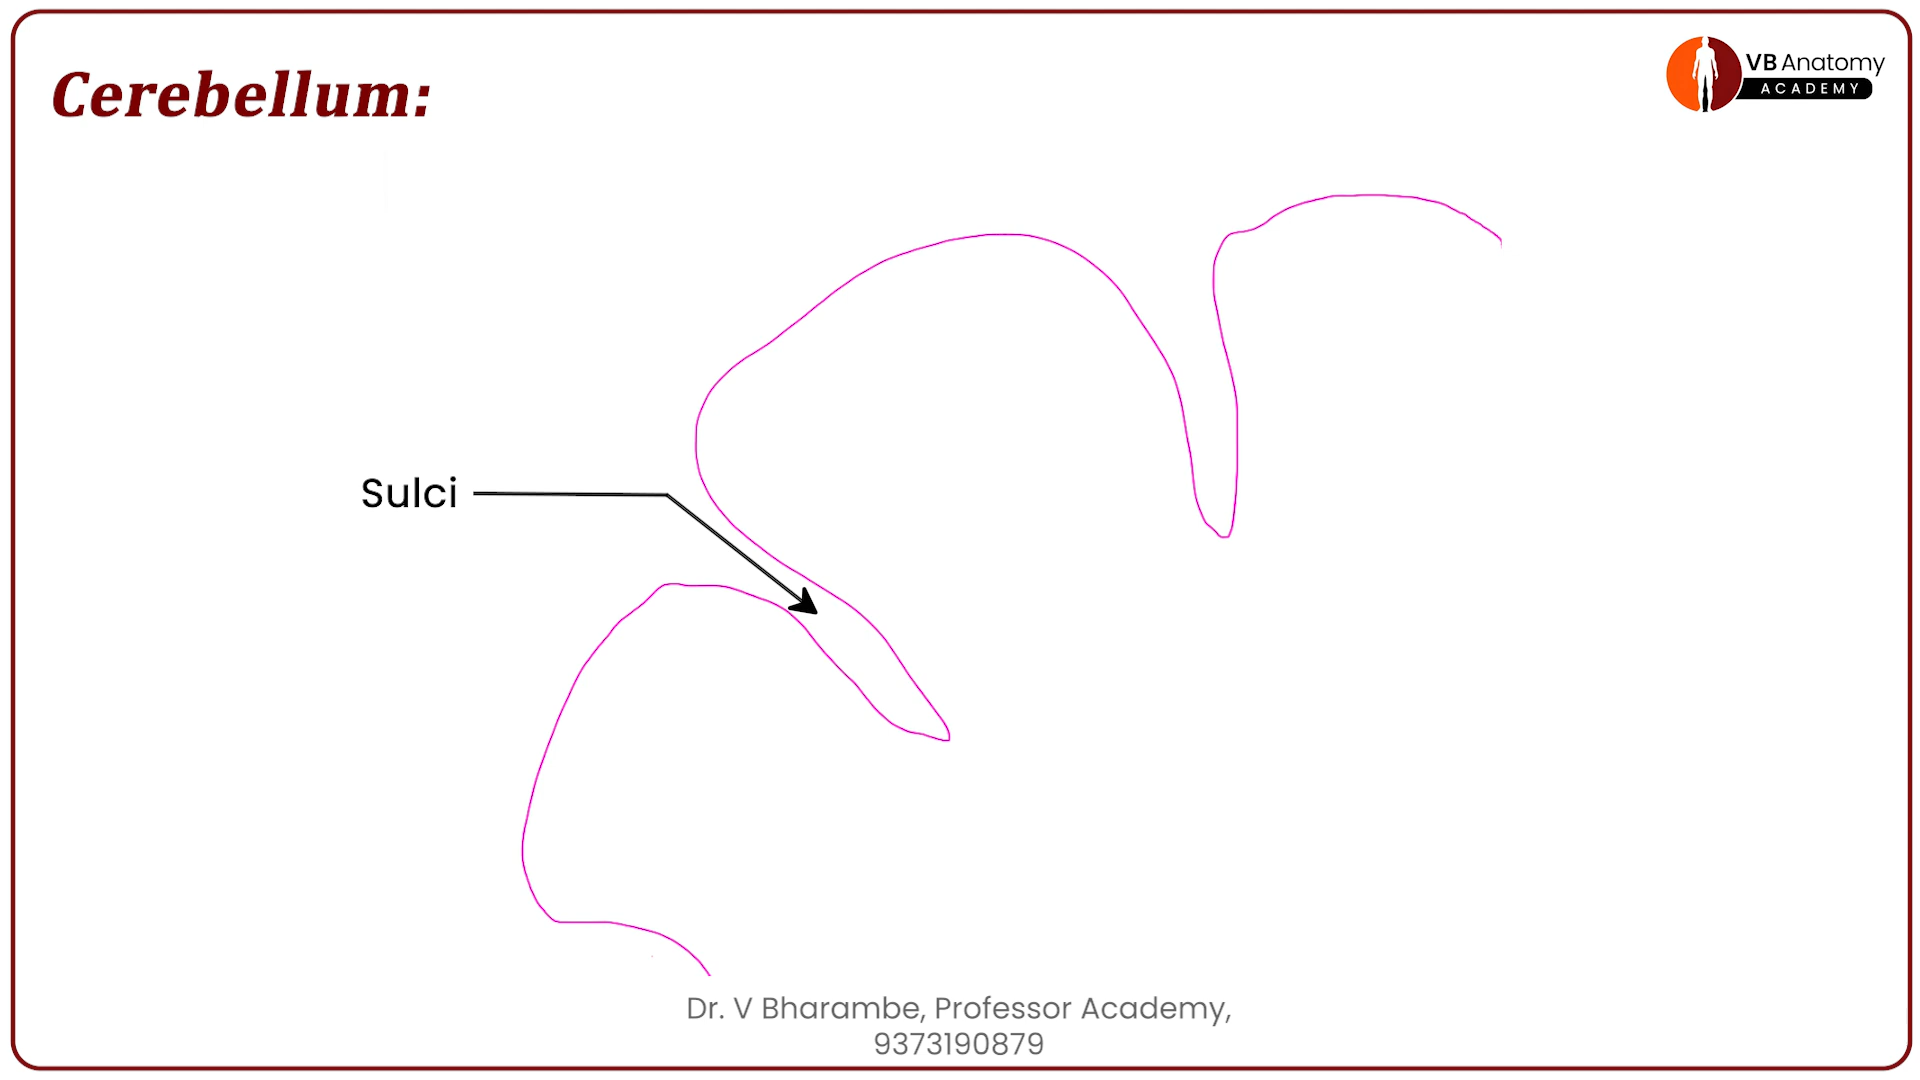 Cerebellum:
VB Anatomy
ACADEMY
Sulci
Dr. V Bharambe, Professor Academy,
9373190879